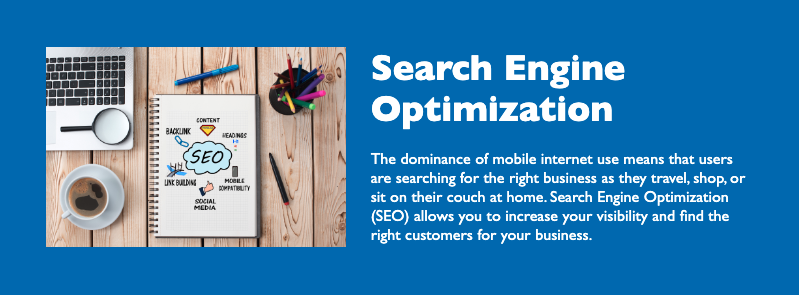 Search Engine
Optimization
The dominance of mobile internet use means that users
are searching for the right business as they travel, shop, or
sit on their couch at home. Search Engine Optimization
(SEO) allows you to increase your visibility and find the
right customers for your business.
CONTENT
BACKLINK
HEADINGS
SEO
LINK BUILDING
MOBILE
COMPATIBILITY
SOCIAL
MEDIA